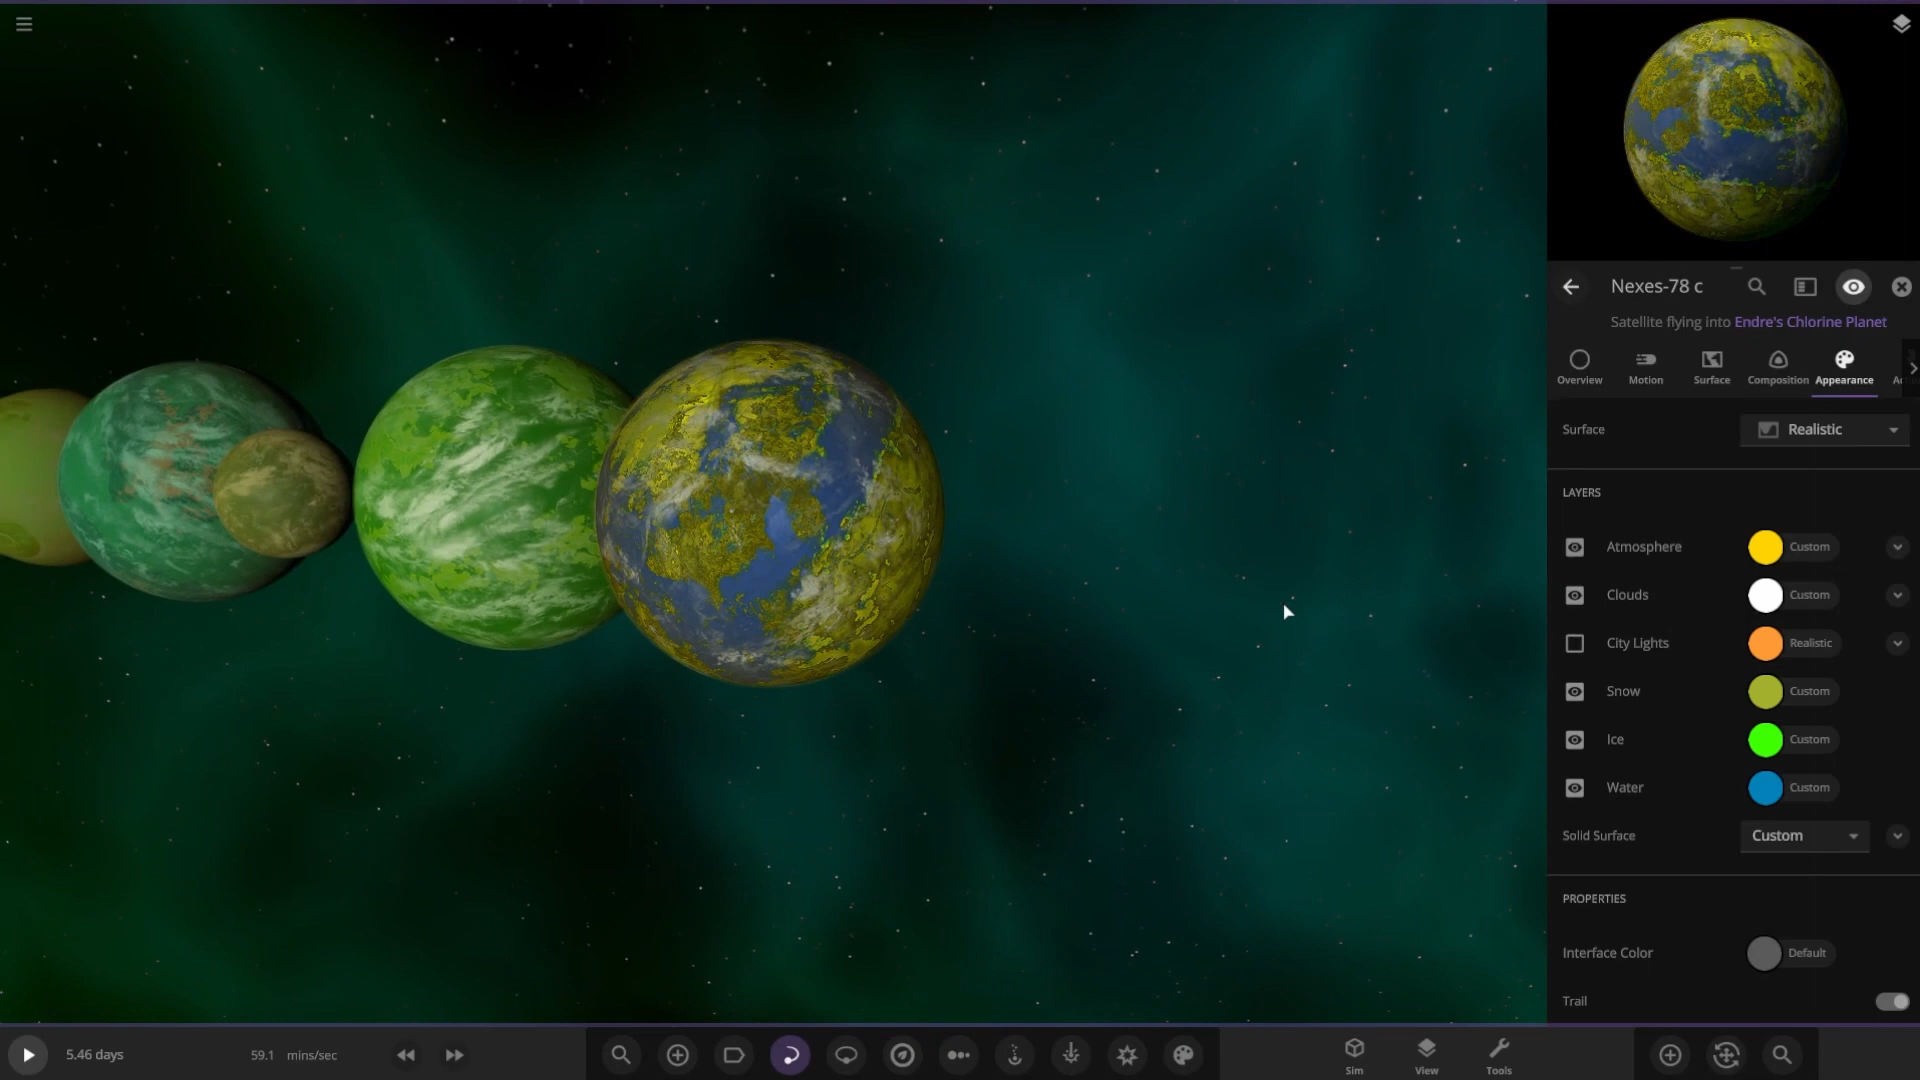 Nexes-78 c
Satellite flying into Endre's Chlorine Planet
Overview Motion Surface Composition Appearance
Surface Realistic
LAYERS
Atmosphere Custom
Clouds Custom
City Lights Realistic
Snow Custom
Ice Custom
Water Custom
Solid Surface Custom
PROPERTIES
Interface Color Default
Trail
5.46 days 59.1 mins/sec
Sim View Tools